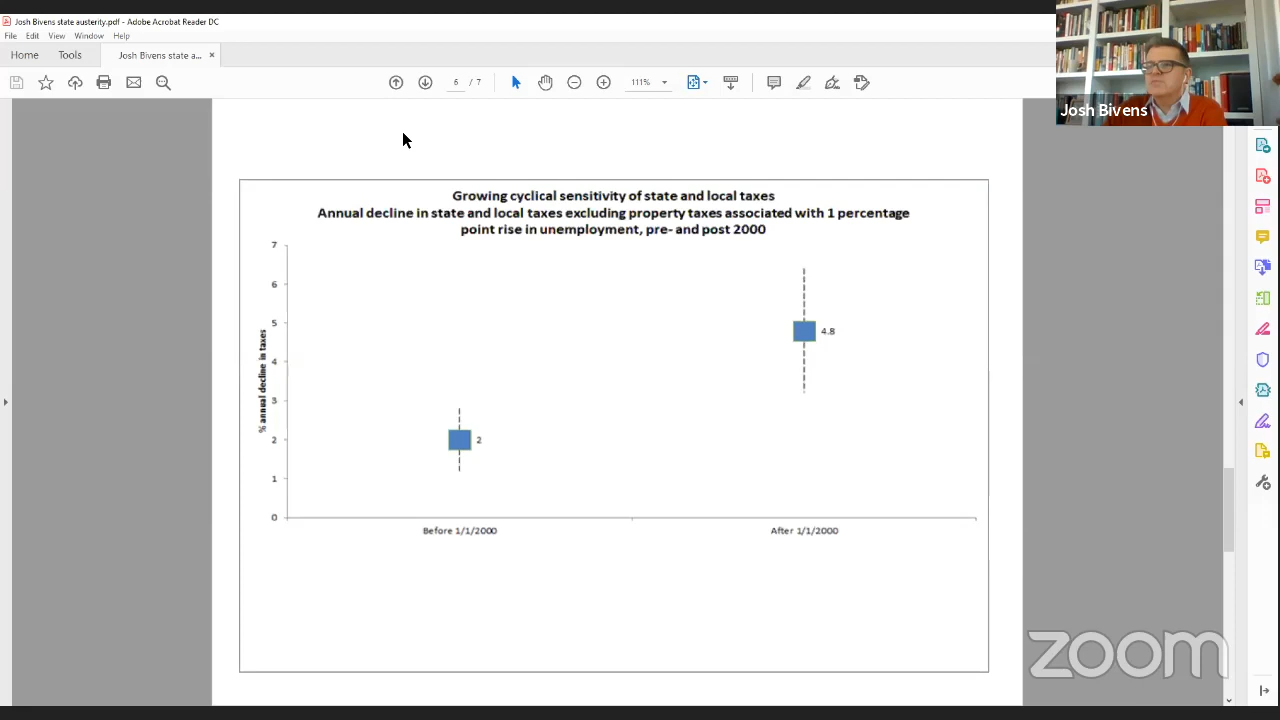 Josh Bivens state austerity.pdf - Adobe Acrobat Reader DC
File Edit View Window Help
Home Tools Josh Bivens state a... ×
6 / 7 111%
Josh Bivens
Growing cyclical sensitivity of state and local taxes
Annual decline in state and local taxes excluding property taxes associated with 1 percentage
point rise in unemployment, pre- and post 2000
% annual decline in taxes
7
6
5
4
3
2
1
0
4.8
2
Before 1/1/2000 After 1/1/2000
zoom